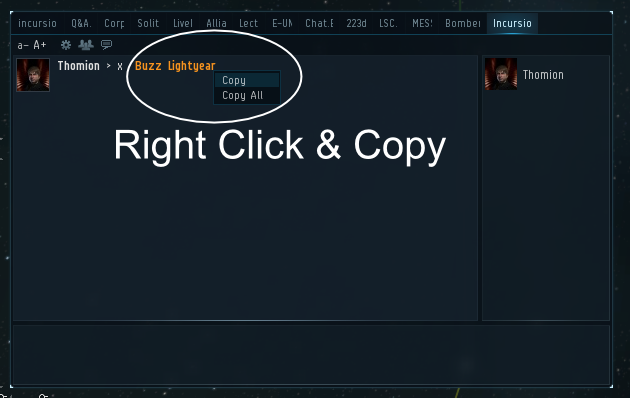 incursio Q&A. Corp Solit Livel Allia Lect E-UN Chat.E 223d LSC. MES! Bomber Incursio
a- A+
Thomion > x Buzz Lightyear
Thomion
Copy
Copy All
Right Click & Copy